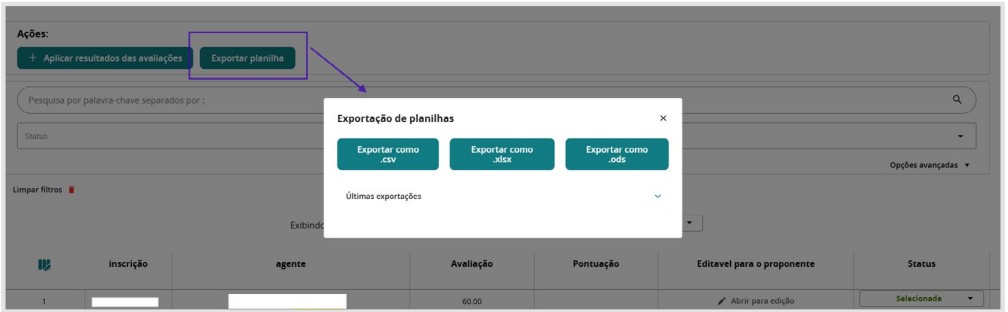 Ações:
+ Aplicar resultados das avaliações
Exportar planilha
Pesquisa por palavra-chave separados por ;
Status
Opções avançadas
Limpar filtros
Exportação de planilhas
×
Exportar como
.csv
Exportar como
.xlsx
Exportar como
.ods
Últimas exportações
Exibindo
inscrição
agente
Avaliação
Pontuação
Editavel para o proponente
Status
1
60.00
Abrir para edição
Selecionada